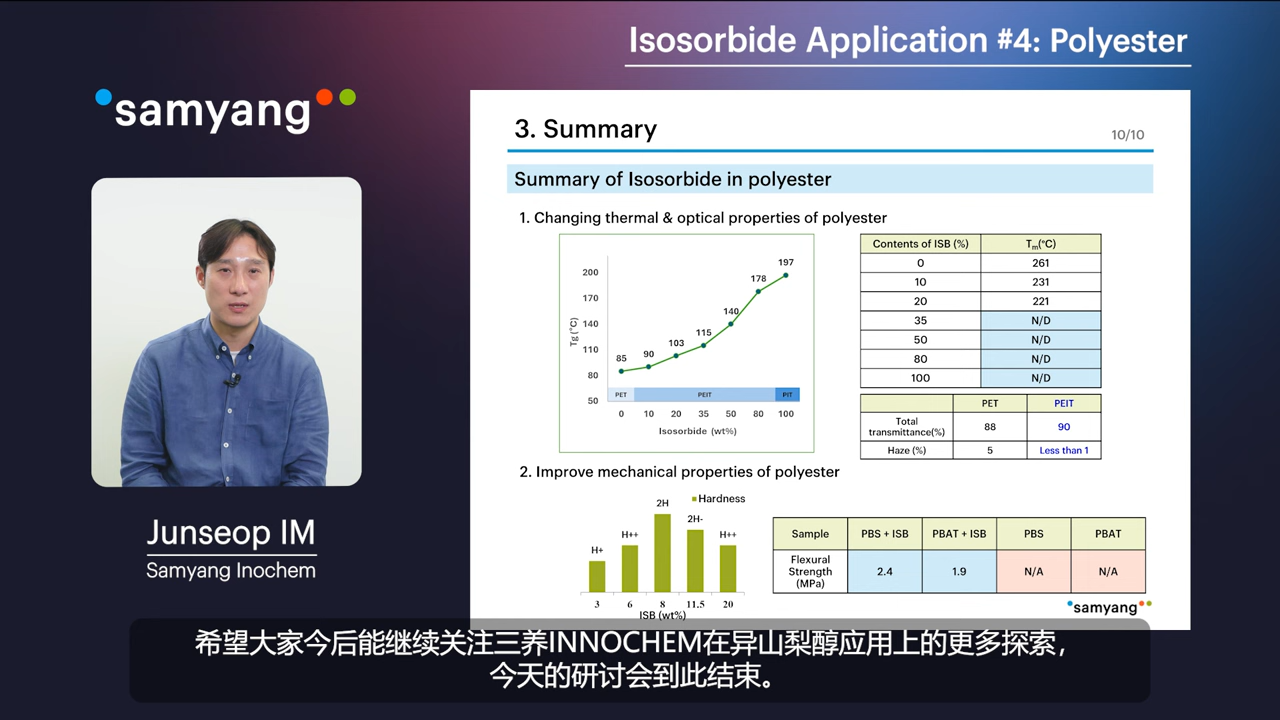 Isosorbide Application #4: Polyester
samyang
3. Summary
10/10
Summary of Isosorbide in polyester
1. Changing thermal & optical properties of polyester
Tg (℃)
200
170
140
110
80
50
85
90
103
115
140
178
197
PET
PEIT
PIT
0 10 20 35 50 80 100
Isosorbide (wt%)
Contents of ISB (%) Tm(℃)
0 261
10 231
20 221
35 N/D
50 N/D
80 N/D
100 N/D
PET PEIT
Total transmittance(%) 88 90
Haze (%) 5 Less than 1
2. Improve mechanical properties of polyester
Hardness
H+
H++
2H
2H-
H++
3 6 8 11.5 20
ISB (wt%)
Sample PBS + ISB PBAT + ISB PBS PBAT
Flexural Strength (MPa) 2.4 1.9 N/A N/A
samyang
Junseop IM
Samyang Inochem
希望大家今后能继续关注三养INNOCHEM在异山梨醇应用上的更多探索，
今天的研讨会到此结束。